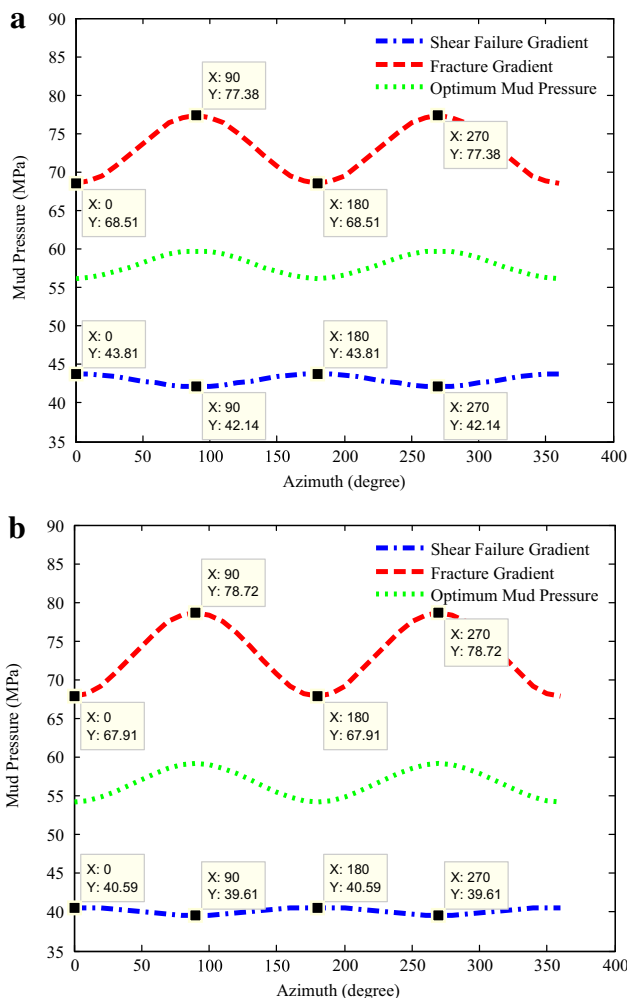 a
90
85
80
75
70
65
60
55
50
45
40
35
Mud Pressure (MPa)
Shear Failure Gradient
Fracture Gradient
Optimum Mud Pressure
X: 90
Y: 77.38
X: 270
Y: 77.38
X: 0
Y: 68.51
X: 180
Y: 68.51
X: 0
Y: 43.81
X: 180
Y: 43.81
X: 90
Y: 42.14
X: 270
Y: 42.14
0 50 100 150 200 250 300 350 400
Azimuth (degree)
b
90
85
80
75
70
65
60
55
50
45
40
35
Mud Pressure (MPa)
Shear Failure Gradient
Fracture Gradient
Optimum Mud Pressure
X: 90
Y: 78.72
X: 270
Y: 78.72
X: 0
Y: 67.91
X: 180
Y: 67.91
X: 0
Y: 40.59
X: 90
Y: 39.61
X: 180
Y: 40.59
X: 270
Y: 39.61
0 50 100 150 200 250 300 350 400
Azimuth (degree)